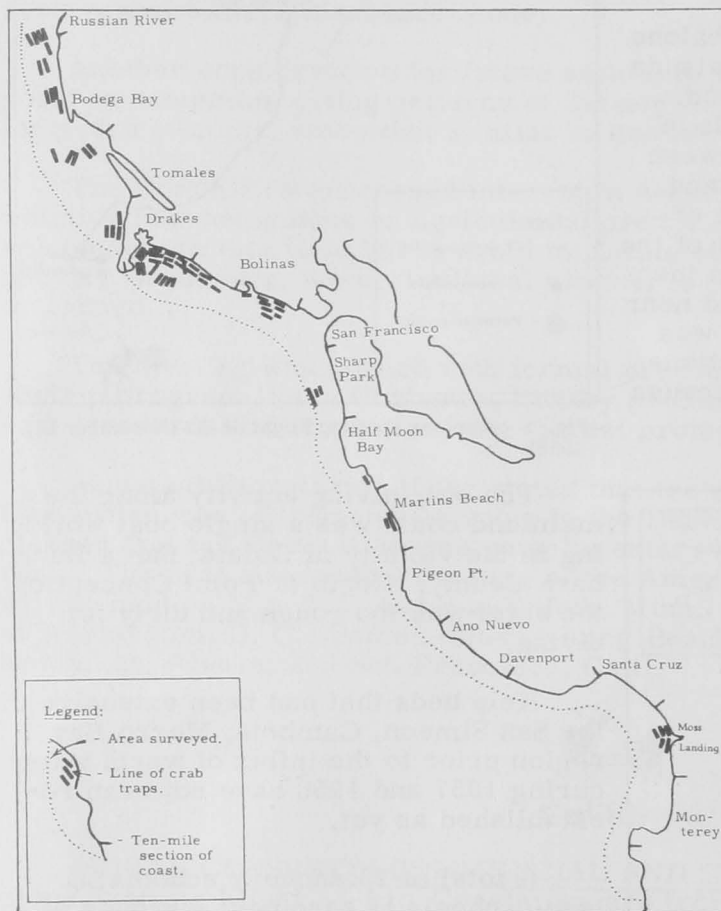 Russian River
Bodega Bay
Tomales
Drakes
Bolinas
San Francisco
Sharp
Park
Half Moon
Bay
Martins Beach
Pigeon Pt.
Ano Nuevo
Davenport
Santa Cruz
Moss
Landing
Mon-
terey
Legend:
Area surveyed.
Line of crab
traps.
Ten-mile
section of
coast.